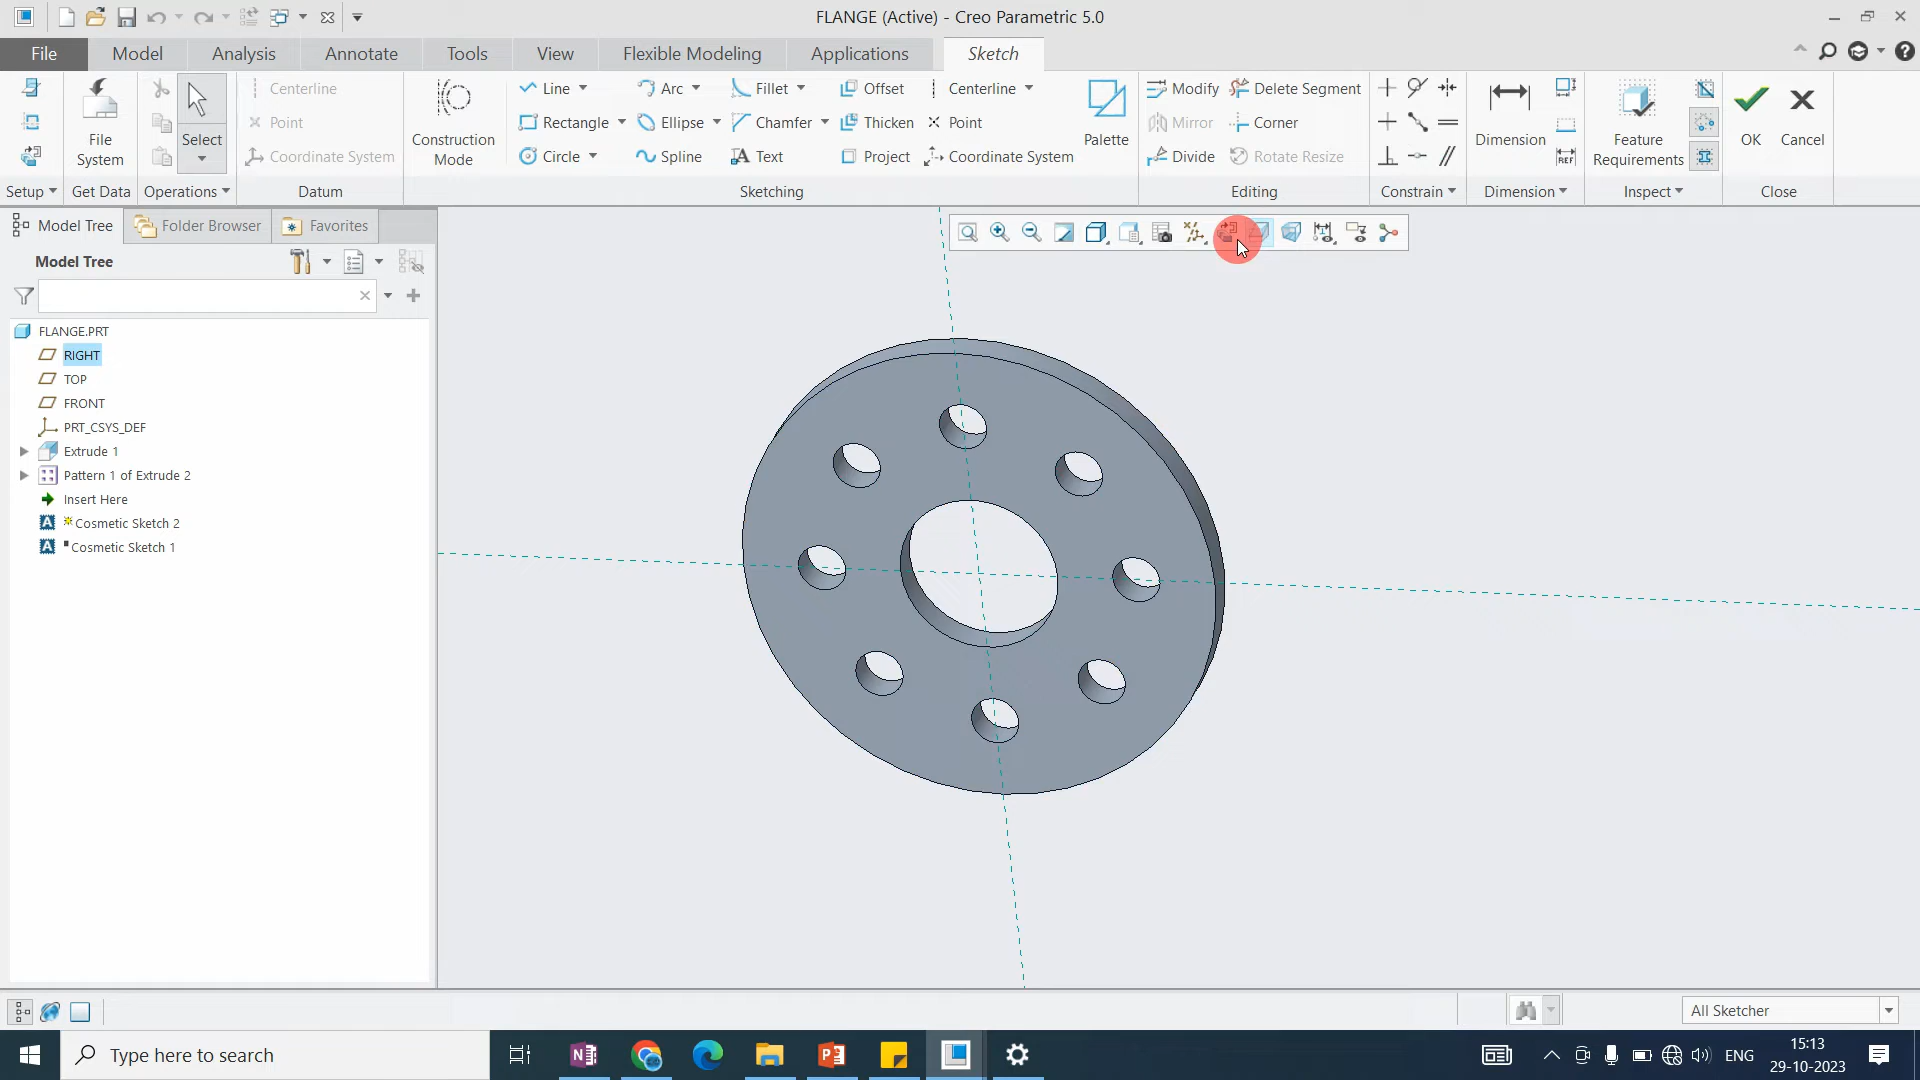 FLANGE (Active) - Creo Parametric 5.0
File Model Analysis Annotate Tools View Flexible Modeling Applications Sketch
Setup
File System
Get Data
Select
Operations
Centerline
Point
Coordinate System
Datum
Construction Mode
Line Arc Fillet Offset Centerline
Rectangle Ellipse Chamfer Thicken Point
Circle Spline Text Project Coordinate System
Palette
Sketching
Modify Delete Segment
Mirror Corner
Divide Rotate Resize
Editing
Constrain
Dimension
REF
Dimension
Feature Requirements
Inspect
OK Cancel
Close
Model Tree Folder Browser Favorites
Model Tree
FLANGE.PRT
RIGHT
TOP
FRONT
PRT_CSYS_DEF
Extrude 1
Pattern 1 of Extrude 2
Insert Here
Cosmetic Sketch 2
Cosmetic Sketch 1
All Sketcher
Type here to search
ENG
15:13
29-10-2023